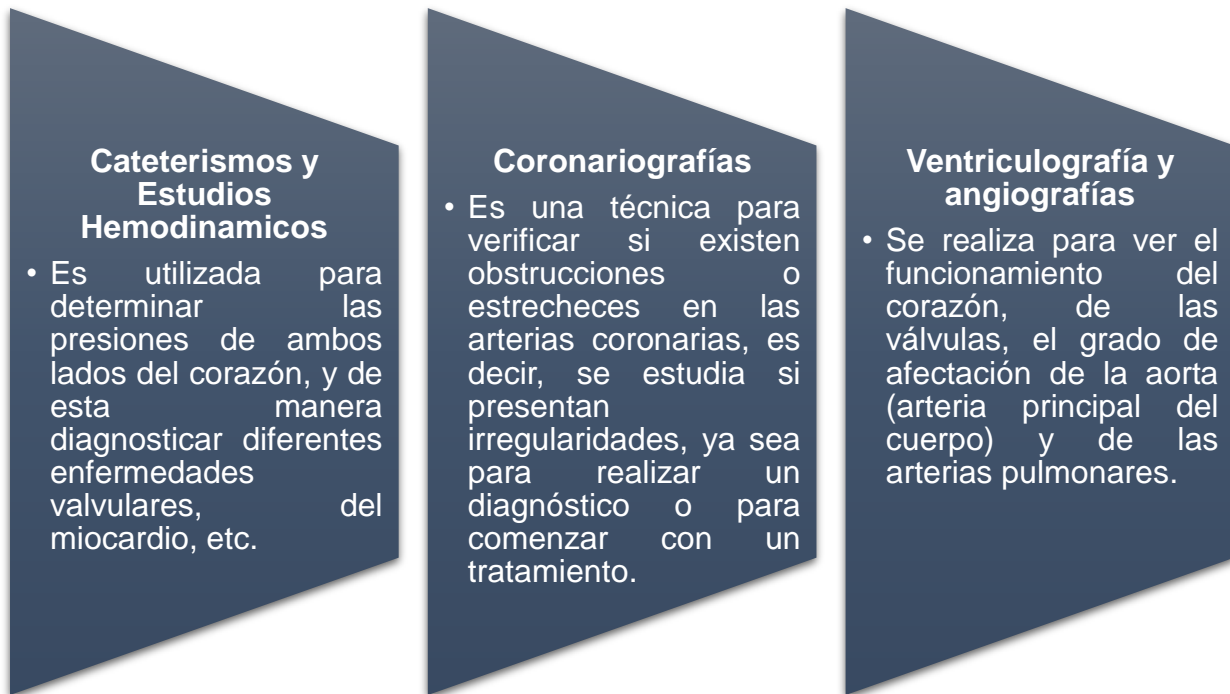 Cateterismos y
Estudios
Hemodinamicos
• Es utilizada para
determinar las
presiones de ambos
lados del corazón, y de
esta manera
diagnosticar diferentes
enfermedades
valvulares, del
miocardio, etc.
Coronariografías
• Es una técnica para
verificar si existen
obstrucciones o
estrecheces en las
arterias coronarias, es
decir, se estudia si
presentan
irregularidades, ya sea
para realizar un
diagnóstico o para
comenzar con un
tratamiento.
Ventriculografía y
angiografías
• Se realiza para ver el
funcionamiento del
corazón, de las
válvulas, el grado de
afectación de la aorta
(arteria principal del
cuerpo) y de las
arterias pulmonares.